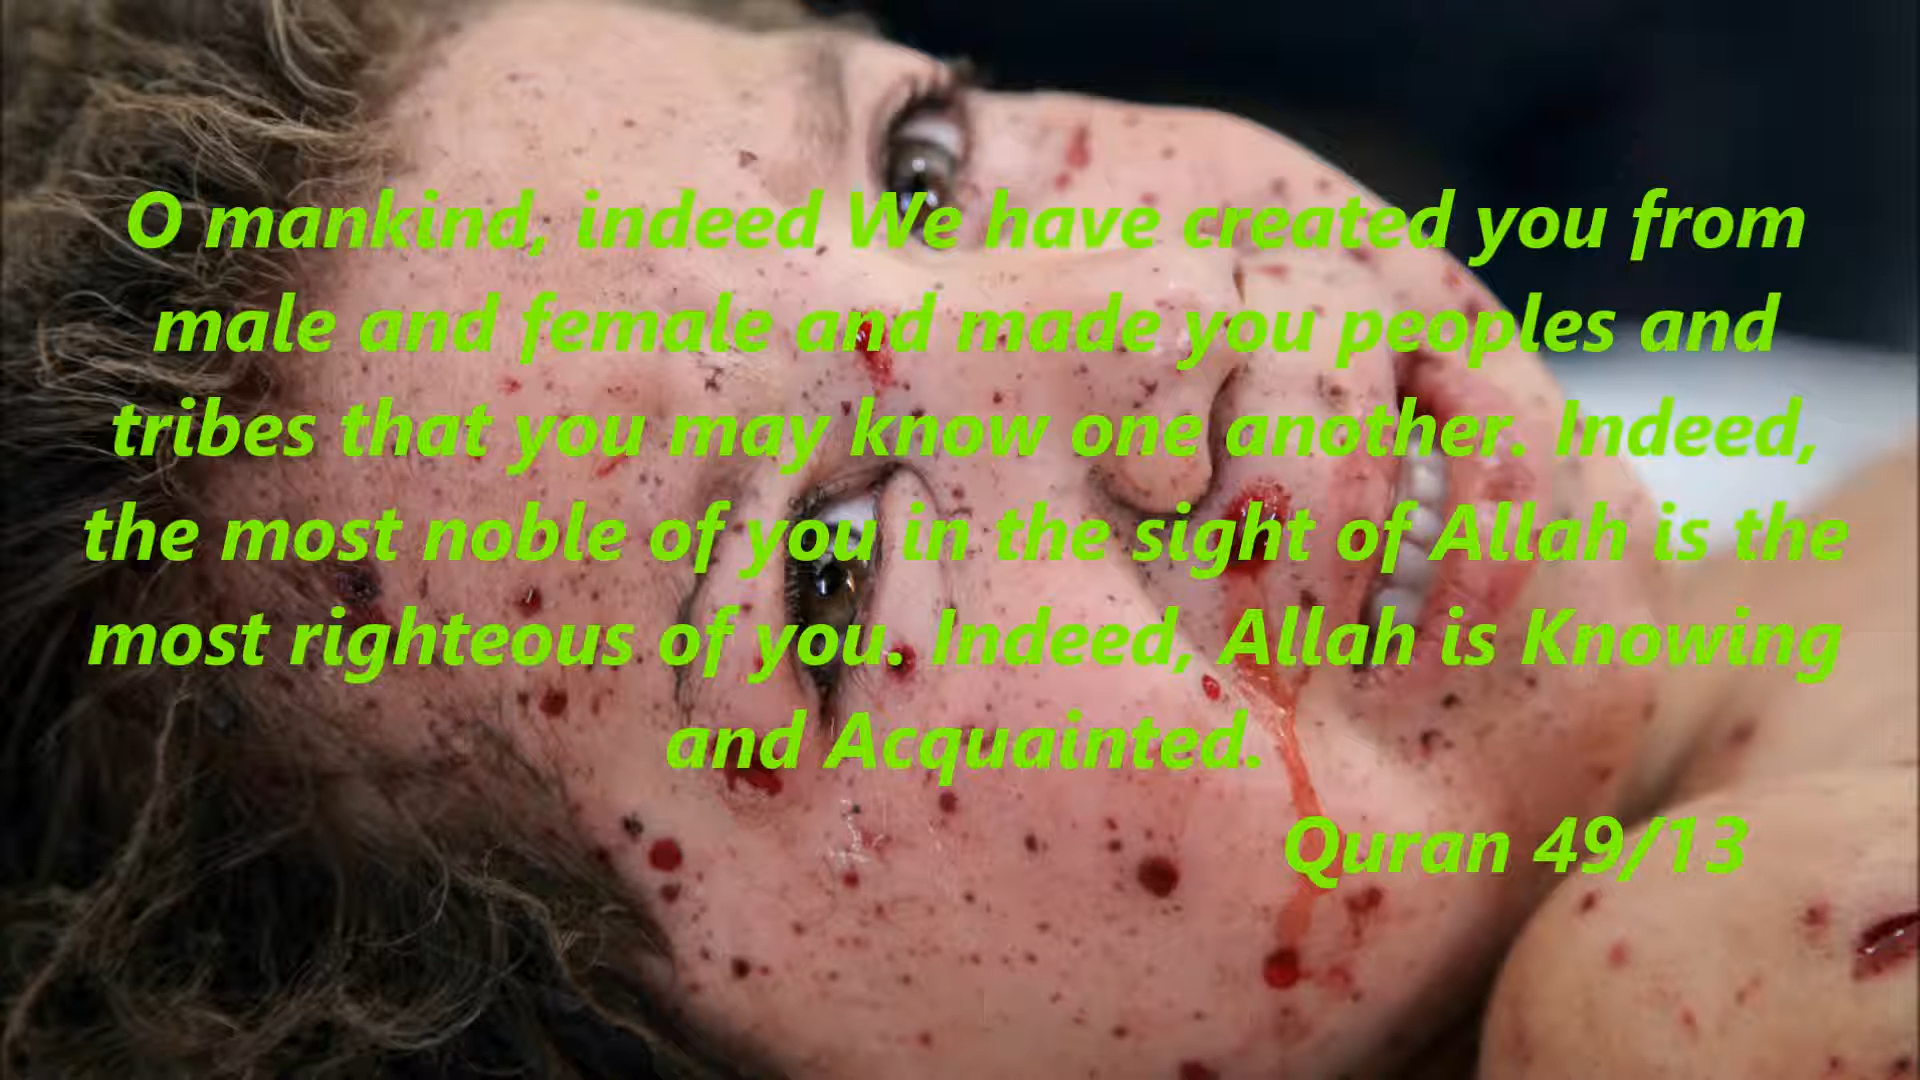 O mankind, indeed We have created you from
male and female and made you peoples and
tribes that you may know one another. Indeed,
the most noble of you in the sight of Allah is the
most righteous of you. Indeed, Allah is Knowing
and Acquainted.
Quran 49/13